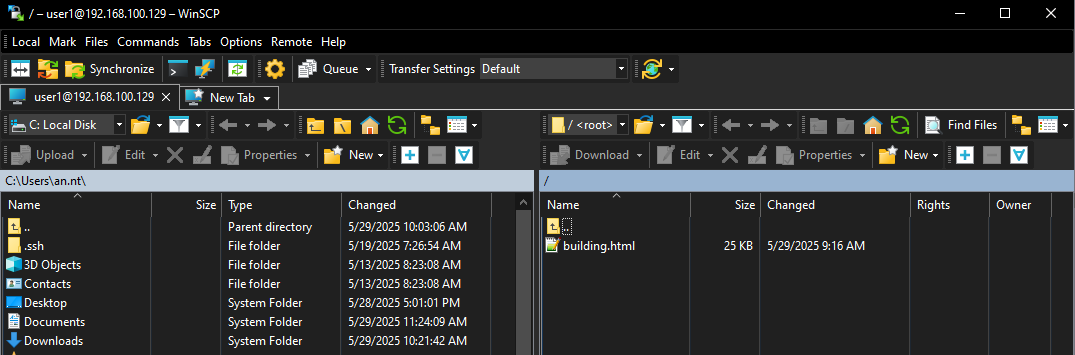 / – user1@192.168.100.129 – WinSCP
Local Mark Files Commands Tabs Options Remote Help
Synchronize Queue Transfer Settings Default
user1@192.168.100.129 New Tab
C: Local Disk / <root> Find Files
Upload Edit Properties New Download Edit Properties New
C:\Users\an.nt\ /
Name Size Type Changed Name Size Changed Rights Owner
.. Parent directory 5/29/2025 10:03:06 AM ..
.ssh File folder 5/19/2025 7:26:54 AM building.html 25 KB 5/29/2025 9:16 AM
3D Objects File folder 5/13/2025 8:23:08 AM
Contacts File folder 5/13/2025 8:23:08 AM
Desktop System Folder 5/28/2025 5:01:01 PM
Documents System Folder 5/29/2025 11:24:09 AM
Downloads System Folder 5/29/2025 10:21:42 AM